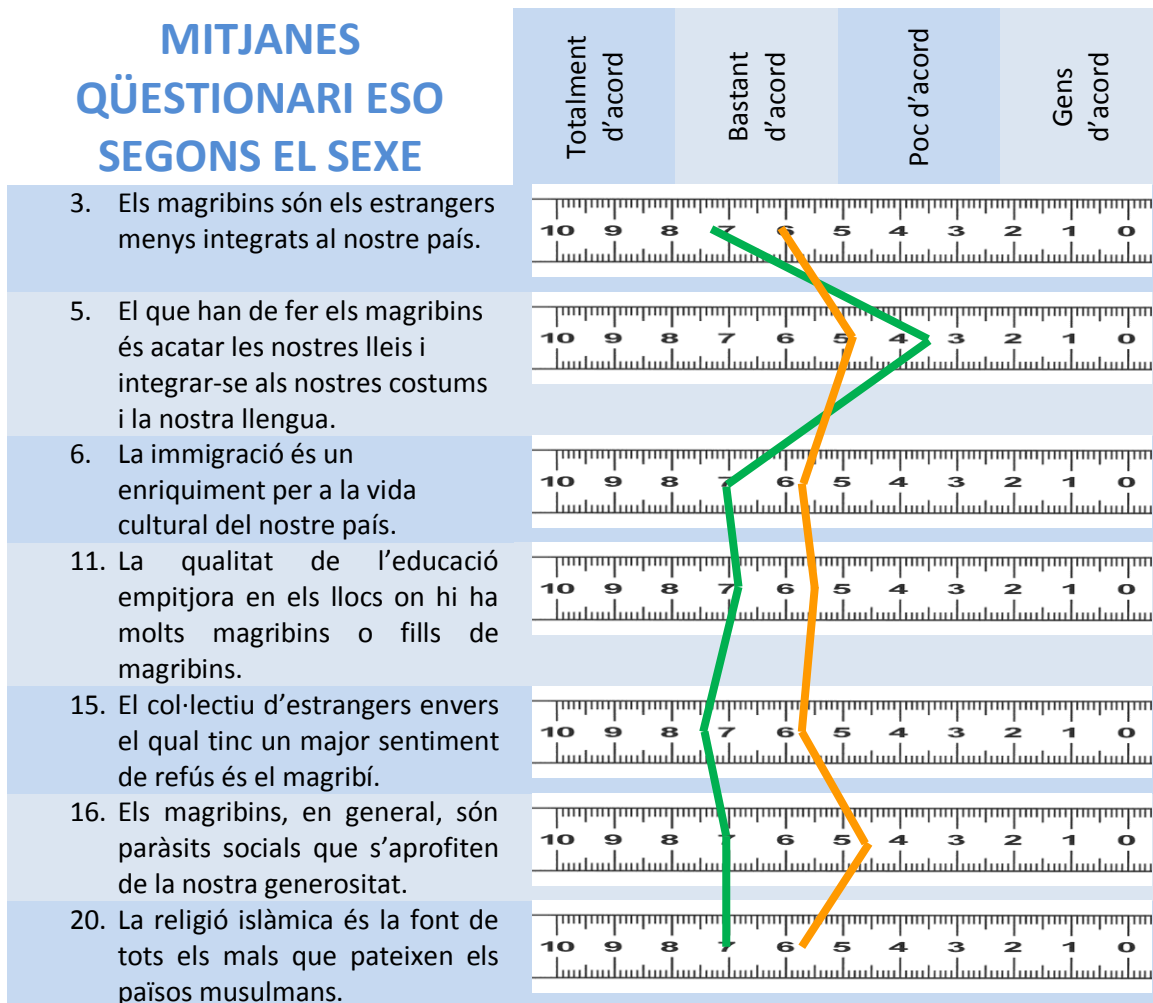 MITJANES
QÜESTIONARI ESO
SEGONS EL SEXE
Totalment
d’acord
Bastant
d’acord
Poc d’acord
Gens
d’acord
3. Els magribins són els estrangers
menys integrats al nostre país.
10 9 8 7 6 5 4 3 2 1 0
5. El que han de fer els magribins
és acatar les nostres lleis i
integrar-se als nostres costums
i la nostra llengua.
10 9 8 7 6 5 4 3 2 1 0
6. La immigració és un
enriquiment per a la vida
cultural del nostre país.
10 9 8 7 6 5 4 3 2 1 0
11. La qualitat de l’educació
empitjora en els llocs on hi ha
molts magribins o fills de
magribins.
10 9 8 7 6 5 4 3 2 1 0
15. El col·lectiu d’estrangers envers
el qual tinc un major sentiment
de refús és el magribí.
10 9 8 7 6 5 4 3 2 1 0
16. Els magribins, en general, són
paràsits socials que s’aprofiten
de la nostra generositat.
10 9 8 7 6 5 4 3 2 1 0
20. La religió islàmica és la font de
tots els mals que pateixen els
països musulmans.
10 9 8 7 6 5 4 3 2 1 0